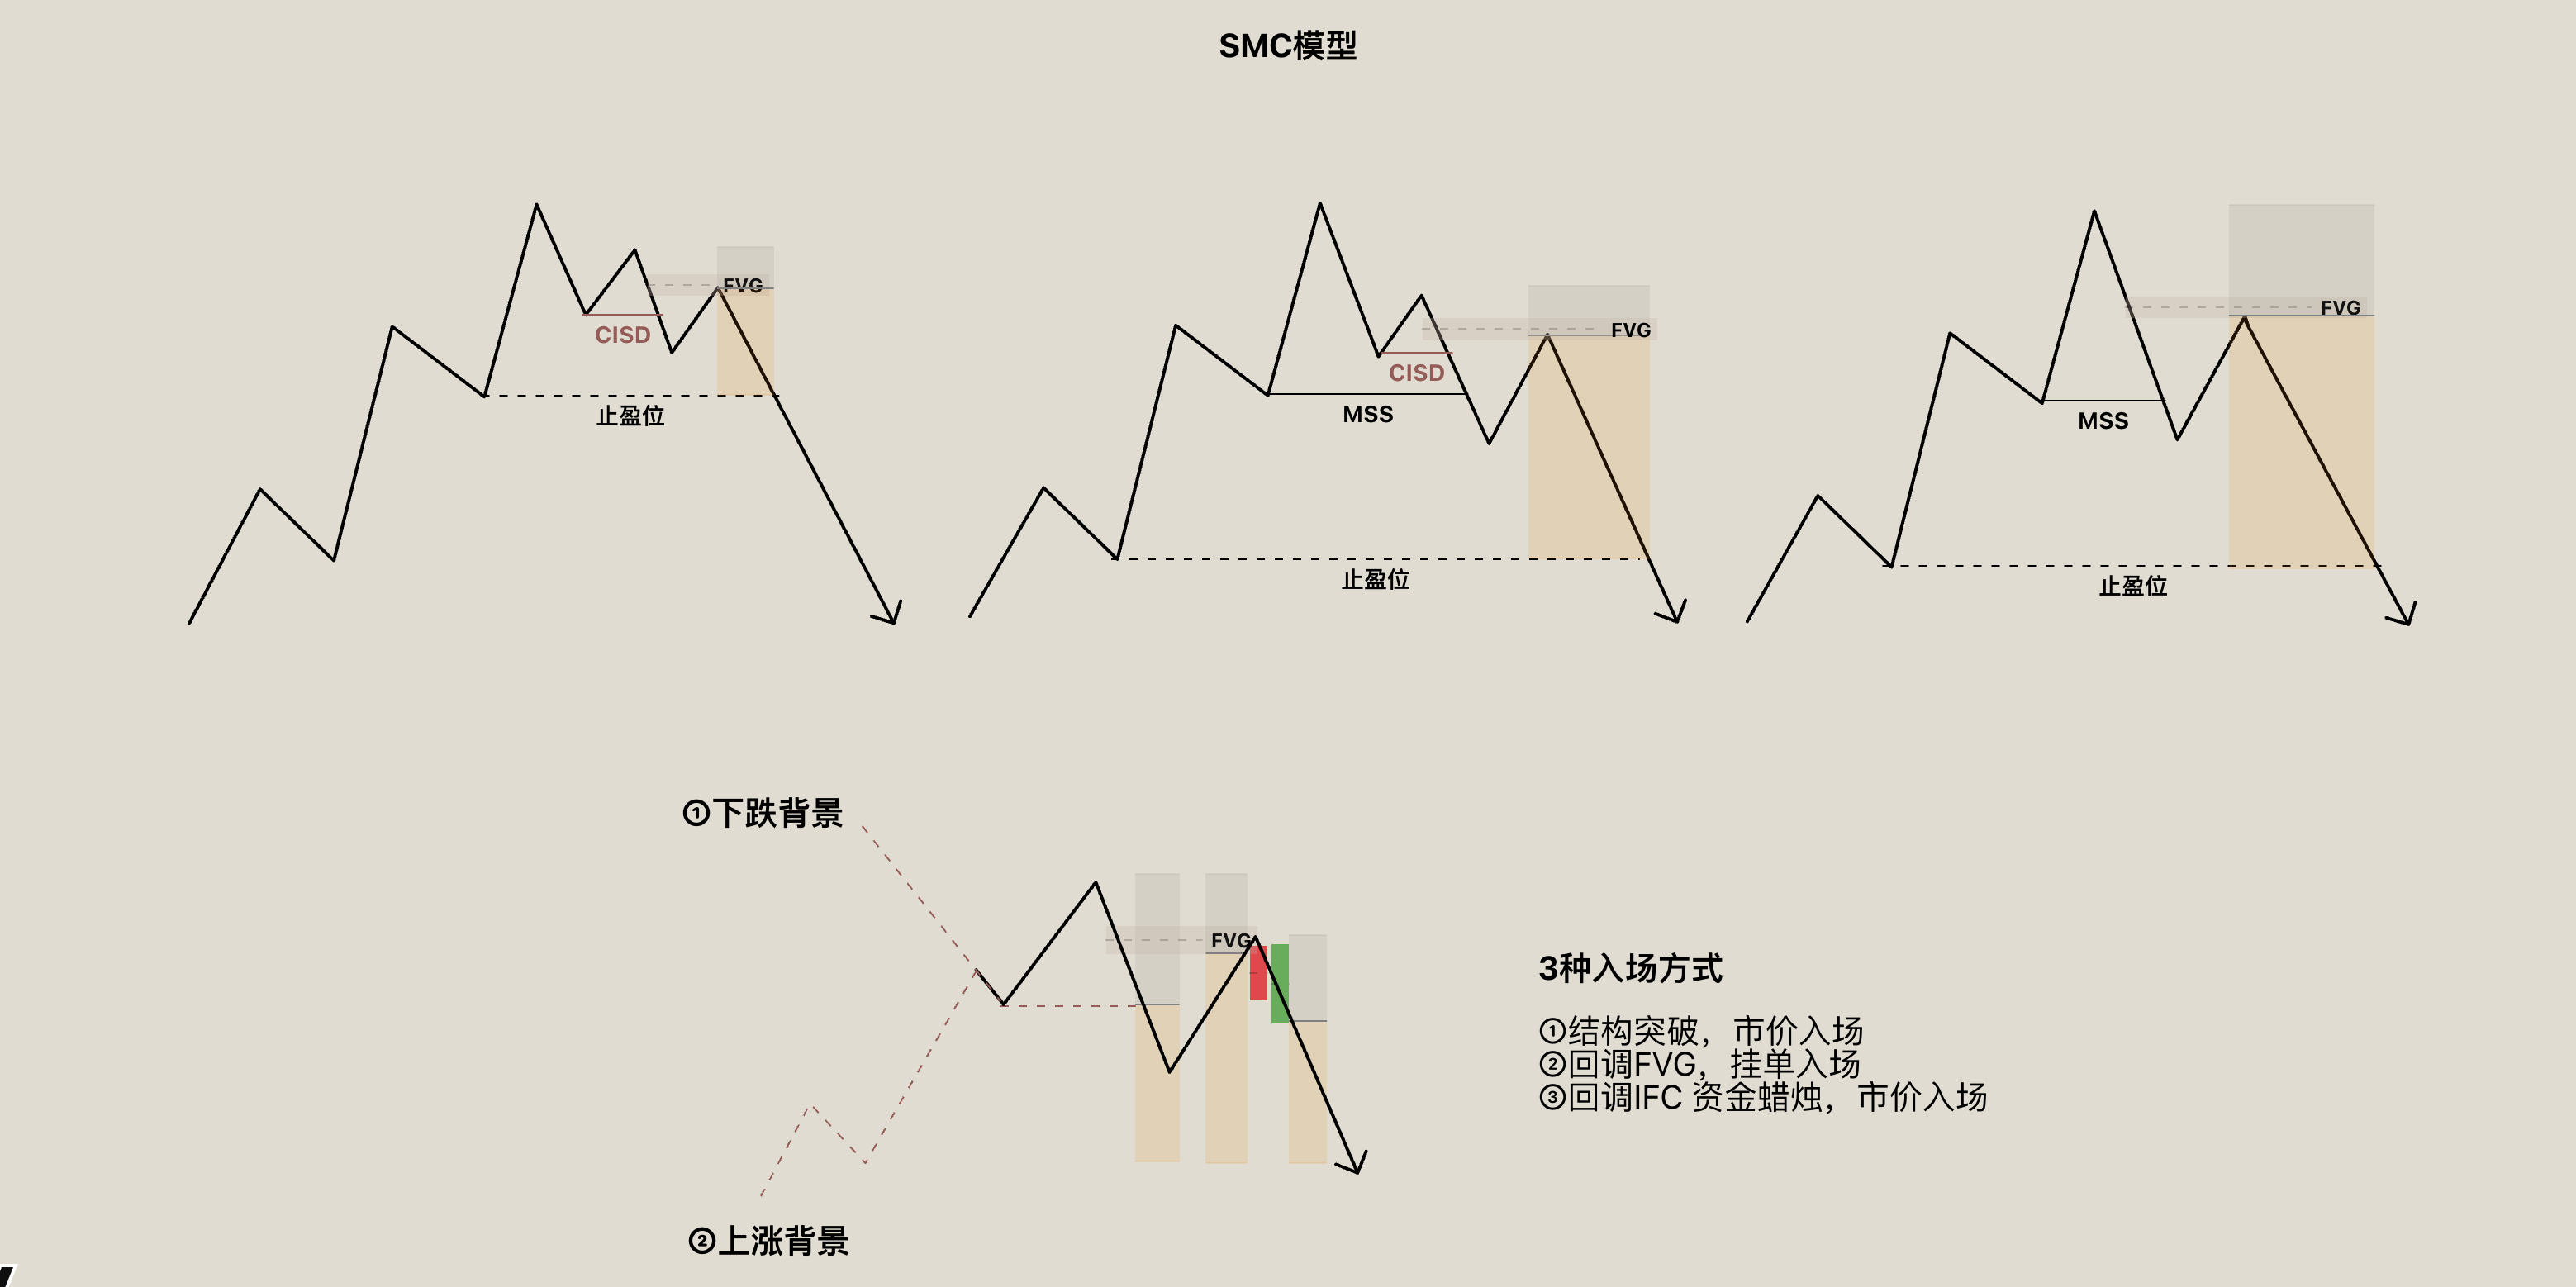 SMC模型
FVG
CISD
止盈位
FVG
CISD
MSS
止盈位
FVG
MSS
止盈位
①下跌背景
FVG
②上涨背景
3种入场方式
①结构突破，市价入场
②回调FVG，挂单入场
③回调IFC 资金蜡烛，市价入场